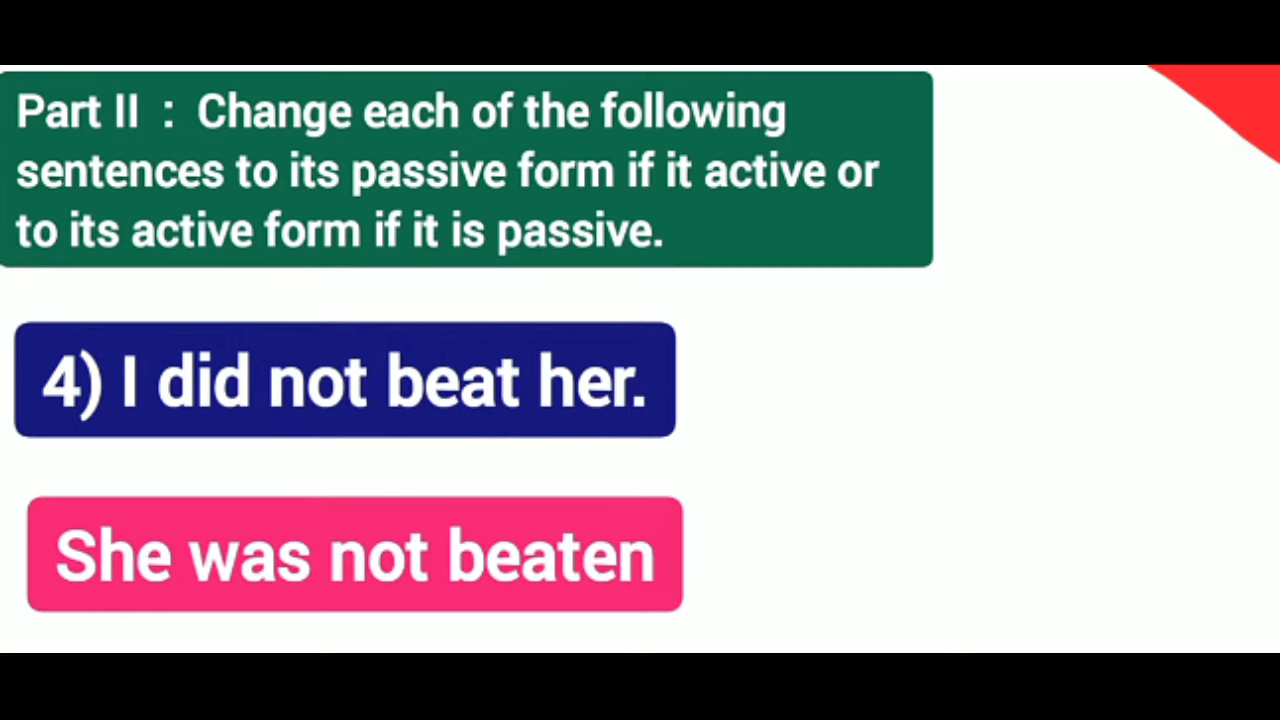 Part II : Change each of the following
sentences to its passive form if it active or
to its active form if it is passive.
4) I did not beat her.
She was not beaten